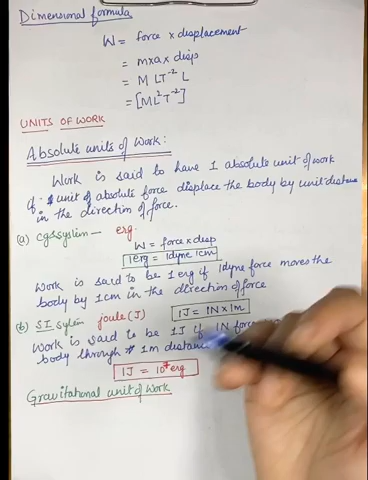 Dimensional formula
W = force × displacement
= m×a× disp
= M LT⁻² L
= [ML²T⁻²]
UNITS OF WORK
Absolute units of Work:
Work is said to have 1 absolute unit of work
if unit of absolute force displace the body by unit distance
in the direction of force.
(a) cgs system – erg.
W = force × disp
1erg = 1dyne 1cm
Work is said to be 1 erg if 1dyne force moves the
body by 1cm in the direction of force
(b) SI system joule (J) 1J = 1N × 1m
Work is said to be 1J if 1N force
body through 1m distance
1J = 10⁷ erg
Gravitational unit of work